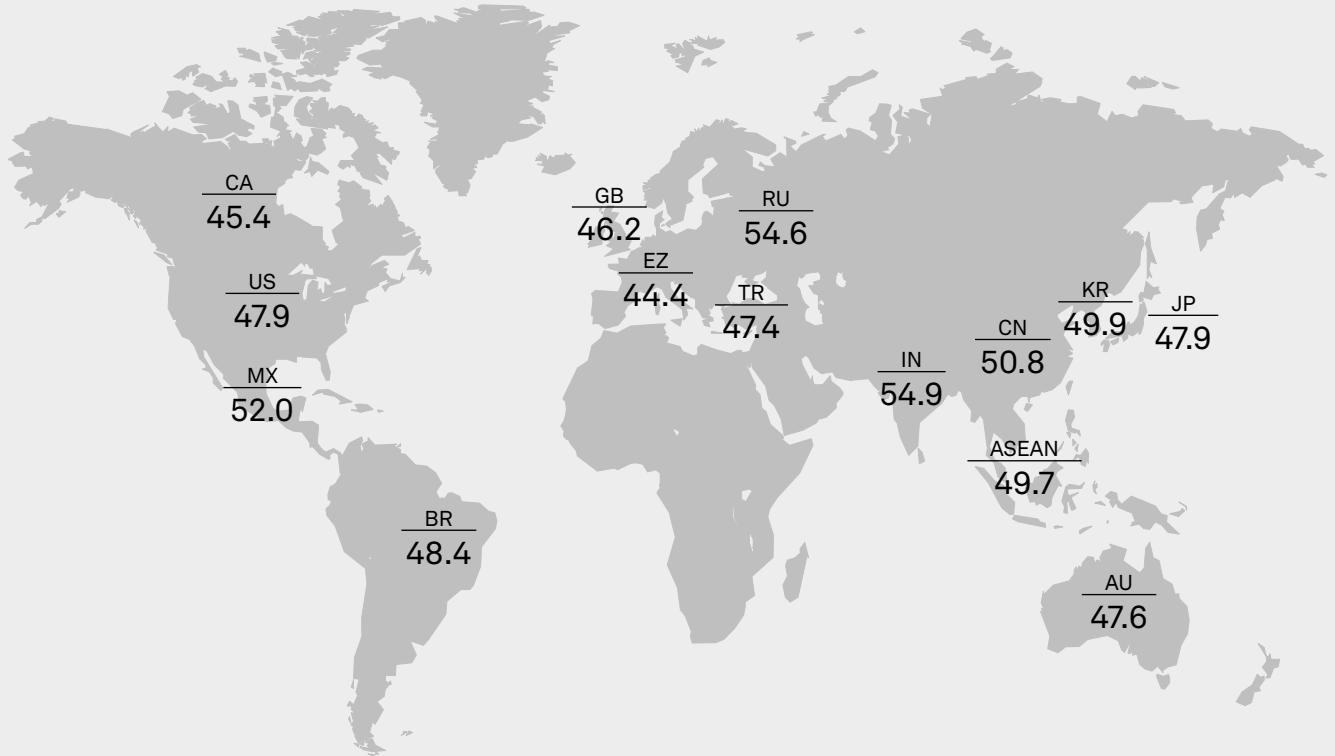 CA
45.4
GB
46.2
RU
54.6
EZ
44.4
US
47.9
TR
47.4
KR
49.9
JP
47.9
CN
50.8
IN
54.9
MX
52.0
ASEAN
49.7
BR
48.4
AU
47.6